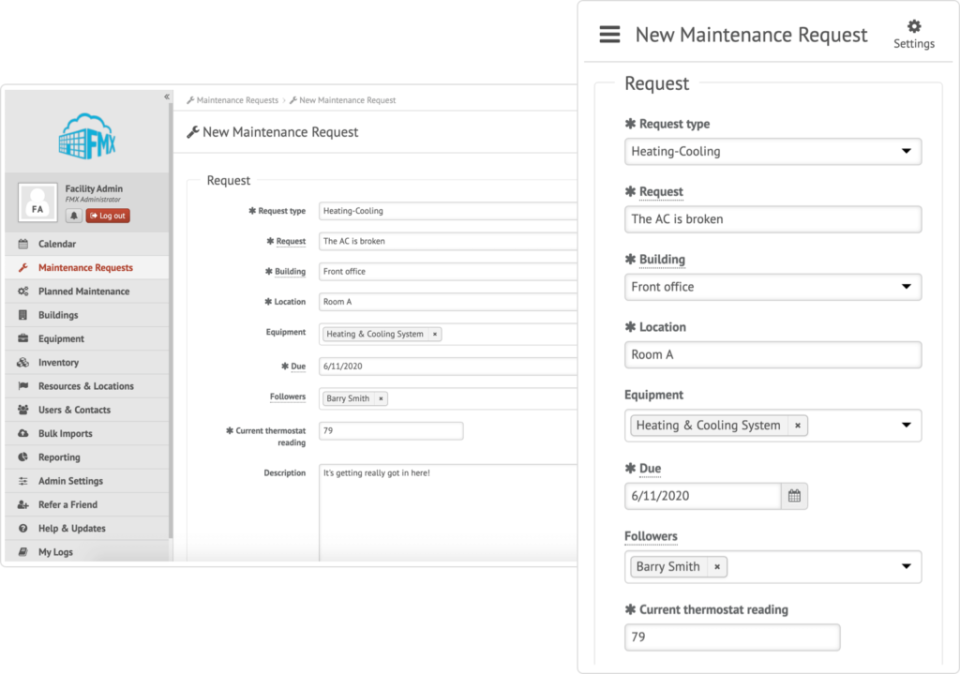 Maintenance Requests > New Maintenance Request
New Maintenance Request
FMX
Facility Admin
FMX Administrator
FA
Log out
Calendar
Maintenance Requests
Planned Maintenance
Buildings
Equipment
Inventory
Resources & Locations
Users & Contacts
Bulk Imports
Reporting
Admin Settings
Refer a Friend
Help & Updates
My Logs
Request
✱ Request type Heating-Cooling
✱ Request The AC is broken
✱ Building Front office
✱ Location Room A
Equipment Heating & Cooling System ×
✱ Due 6/11/2020
Followers Barry Smith ×
✱ Current thermostat 79
reading
Description It's getting really got in here!
New Maintenance Request
Settings
Request
✱ Request type
Heating-Cooling
✱ Request
The AC is broken
✱ Building
Front office
✱ Location
Room A
Equipment
Heating & Cooling System ×
✱ Due
6/11/2020
Followers
Barry Smith ×
✱ Current thermostat reading
79